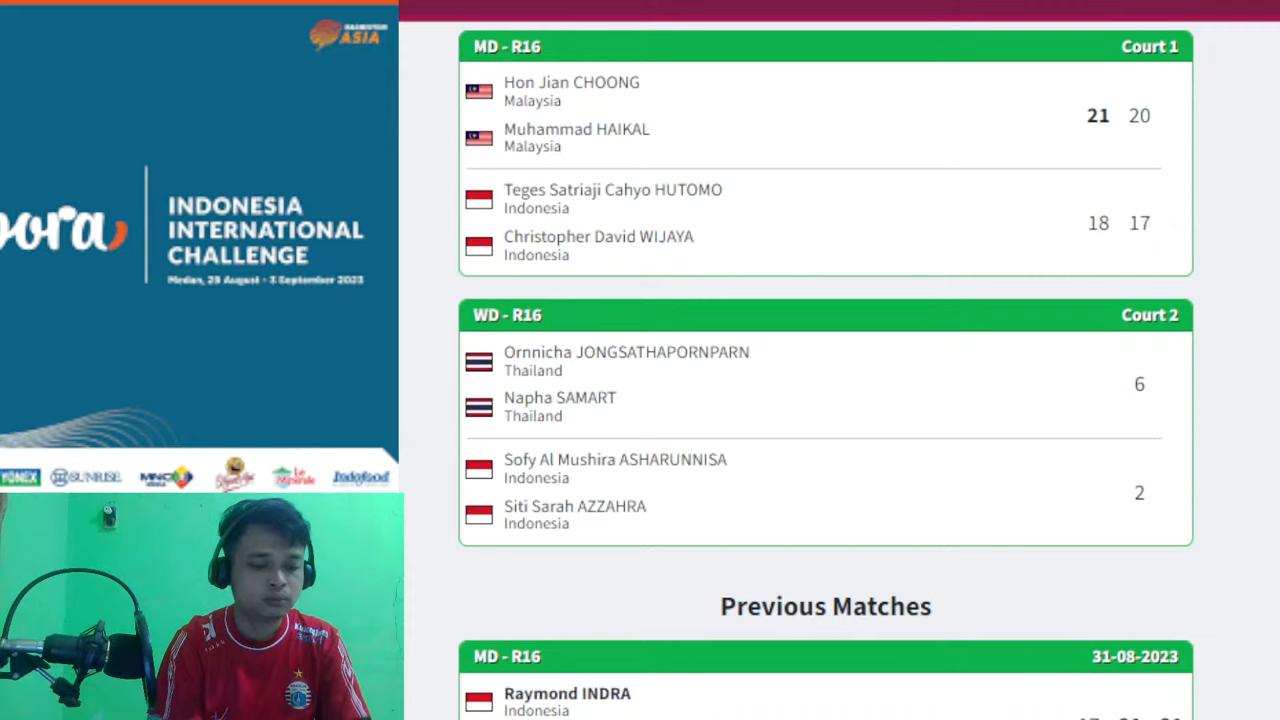 BADMINTON
ASIA
INDONESIA
INTERNATIONAL
CHALLENGE
Medan, 29 August - 3 September 2023
YONEX
SUNRISE
Le
Minerale
Indofood
MD - R16
Court 1
Hon Jian CHOONG
Malaysia
Muhammad HAIKAL
Malaysia
21 20
Teges Satriaji Cahyo HUTOMO
Indonesia
Christopher David WIJAYA
Indonesia
18 17
WD - R16
Court 2
Ornnicha JONGSATHAPORNPARN
Thailand
Napha SAMART
Thailand
6
Sofy Al Mushira ASHARUNNISA
Indonesia
Siti Sarah AZZAHRA
Indonesia
2
Previous Matches
MD - R16
31-08-2023
Raymond INDRA
Indonesia